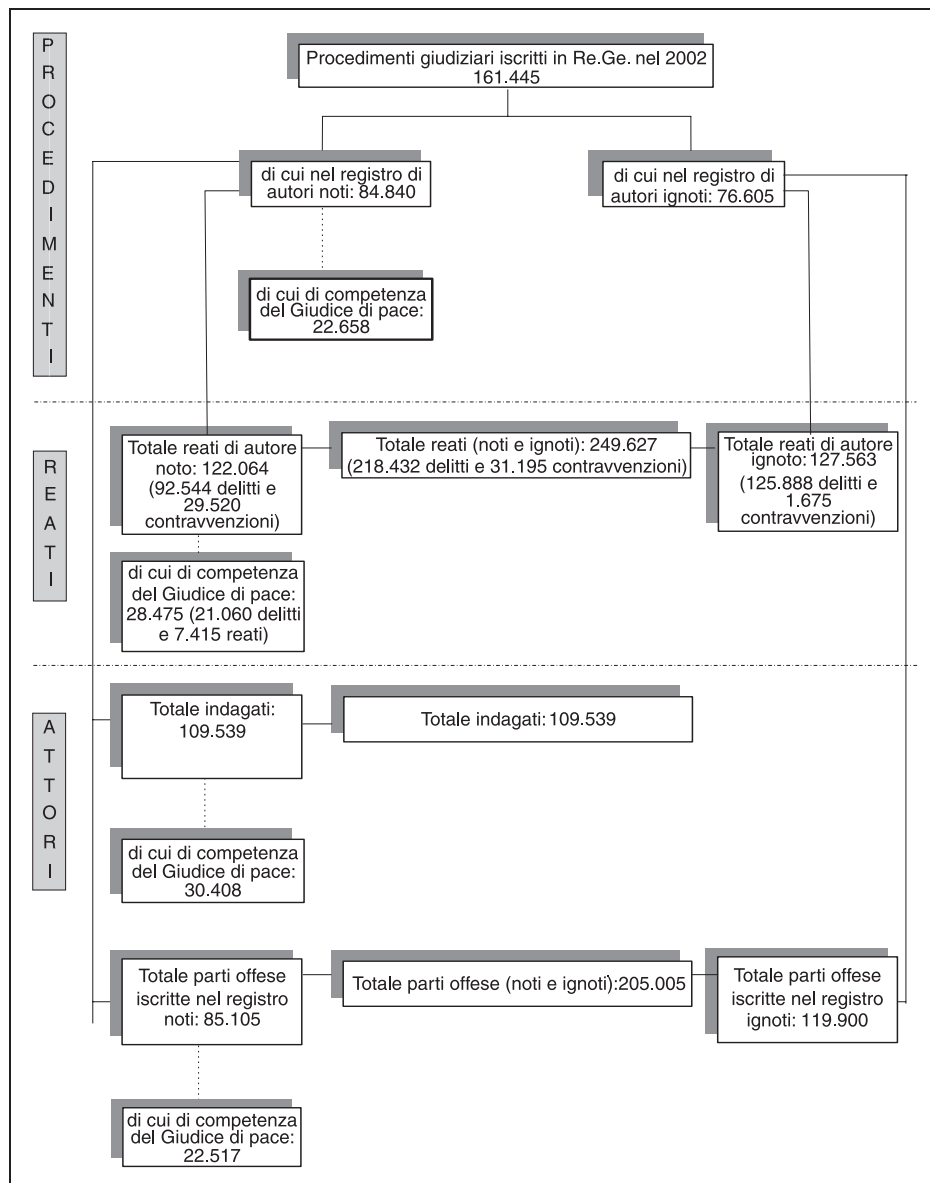 PROCEDIMENTI
Procedimenti giudiziari iscritti in Re.Ge. nel 2002
161.445
di cui nel registro di
autori noti: 84.840
di cui nel registro di
autori ignoti: 76.605
di cui di competenza
del Giudice di pace:
22.658
REATI
Totale reati di autore
noto: 122.064
(92.544 delitti e
29.520
contravvenzioni)
Totale reati (noti e ignoti): 249.627
(218.432 delitti e 31.195 contravvenzioni)
Totale reati di autore
ignoto: 127.563
(125.888 delitti e
1.675
contravvenzioni)
di cui di competenza
del Giudice di pace:
28.475 (21.060 delitti
e 7.415 reati)
ATTORI
Totale indagati:
109.539
Totale indagati: 109.539
di cui di competenza
del Giudice di pace:
30.408
Totale parti offese
iscritte nel registro
noti: 85.105
Totale parti offese (noti e ignoti):205.005
Totale parti offese
iscritte nel registro
ignoti: 119.900
di cui di competenza
del Giudice di pace:
22.517